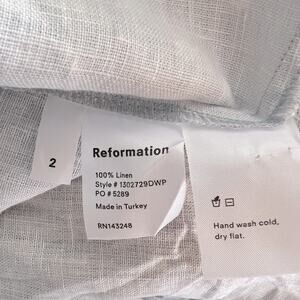 2
Reformation
100% Linen
Style # 1302729DWP
PO # 5289
Made in Turkey
RN143248
Hand wash cold,
dry flat.